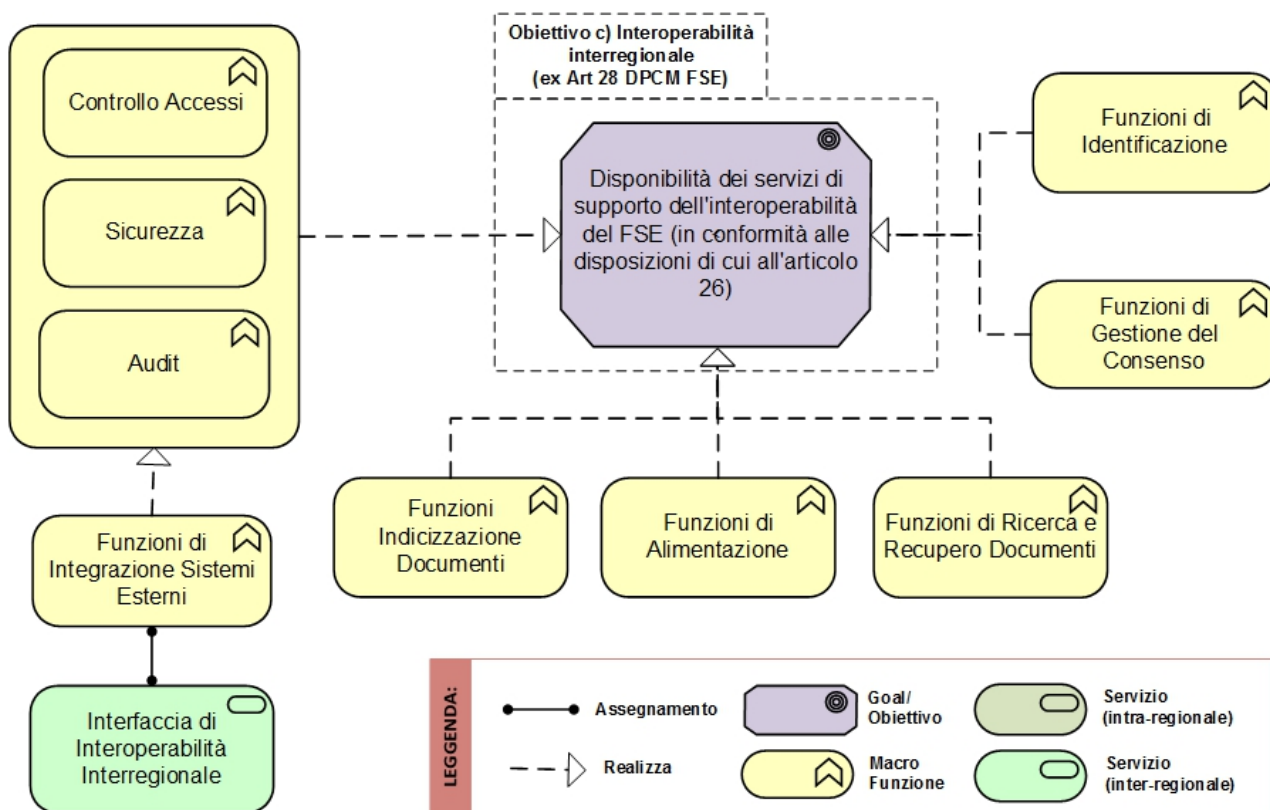 Obiettivo c) Interoperabilità
interregionale
(ex Art 28 DPCM FSE)
Controllo Accessi
Sicurezza
Audit
Disponibilità dei servizi di
supporto dell'interoperabilità
del FSE (in conformità alle
disposizioni di cui all'articolo
26)
Funzioni di
Identificazione
Funzioni di
Gestione del
Consenso
Funzioni
Indicizzazione
Documenti
Funzioni di
Alimentazione
Funzioni di Ricerca e
Recupero Documenti
Funzioni di
Integrazione Sistemi
Esterni
Interfaccia di
Interoperabilità
Interregionale
LEGGENDA:
Assegnamento
Realizza
Goal/
Obiettivo
Macro
Funzione
Servizio
(intra-regionale)
Servizio
(inter-regionale)